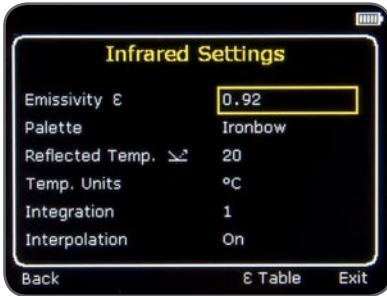 Infrared Settings
Emissivity ε 0.92
Palette Ironbow
Reflected Temp. 20
Temp. Units °C
Integration 1
Interpolation On
Back ε Table Exit